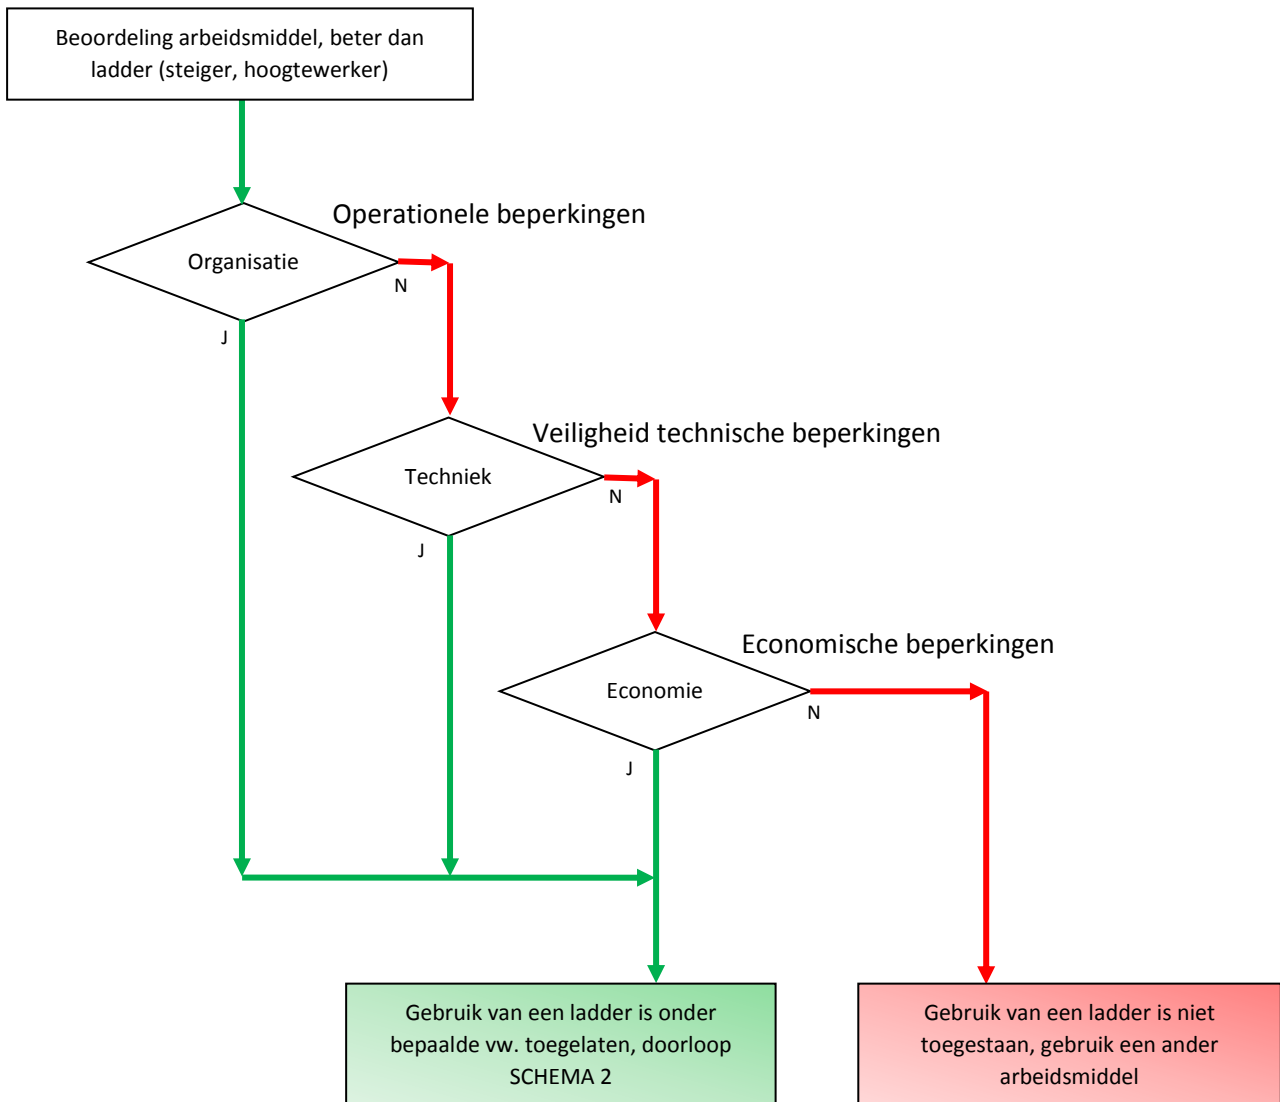 Beoordeling arbeidsmiddel, beter dan
ladder (steiger, hoogtewerker)
Operationele beperkingen
Organisatie
N
J
Veiligheid technische beperkingen
Techniek
N
J
Economische beperkingen
Economie
N
J
Gebruik van een ladder is onder
bepaalde vw. toegelaten, doorloop
SCHEMA 2
Gebruik van een ladder is niet
toegestaan, gebruik een ander
arbeidsmiddel